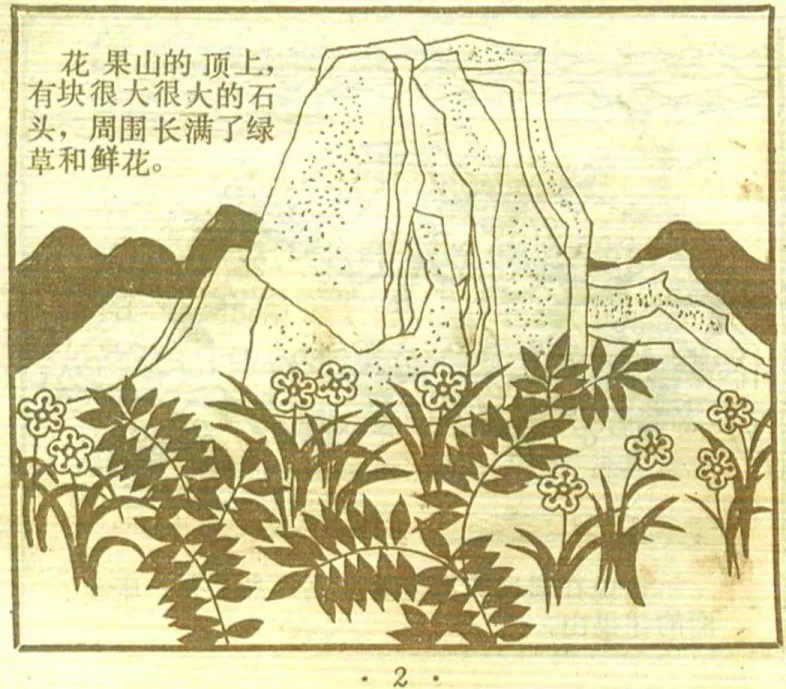 花果山的顶上，
有块很大很大的石
头，周围长满了绿
草和鲜花。
· 2 ·